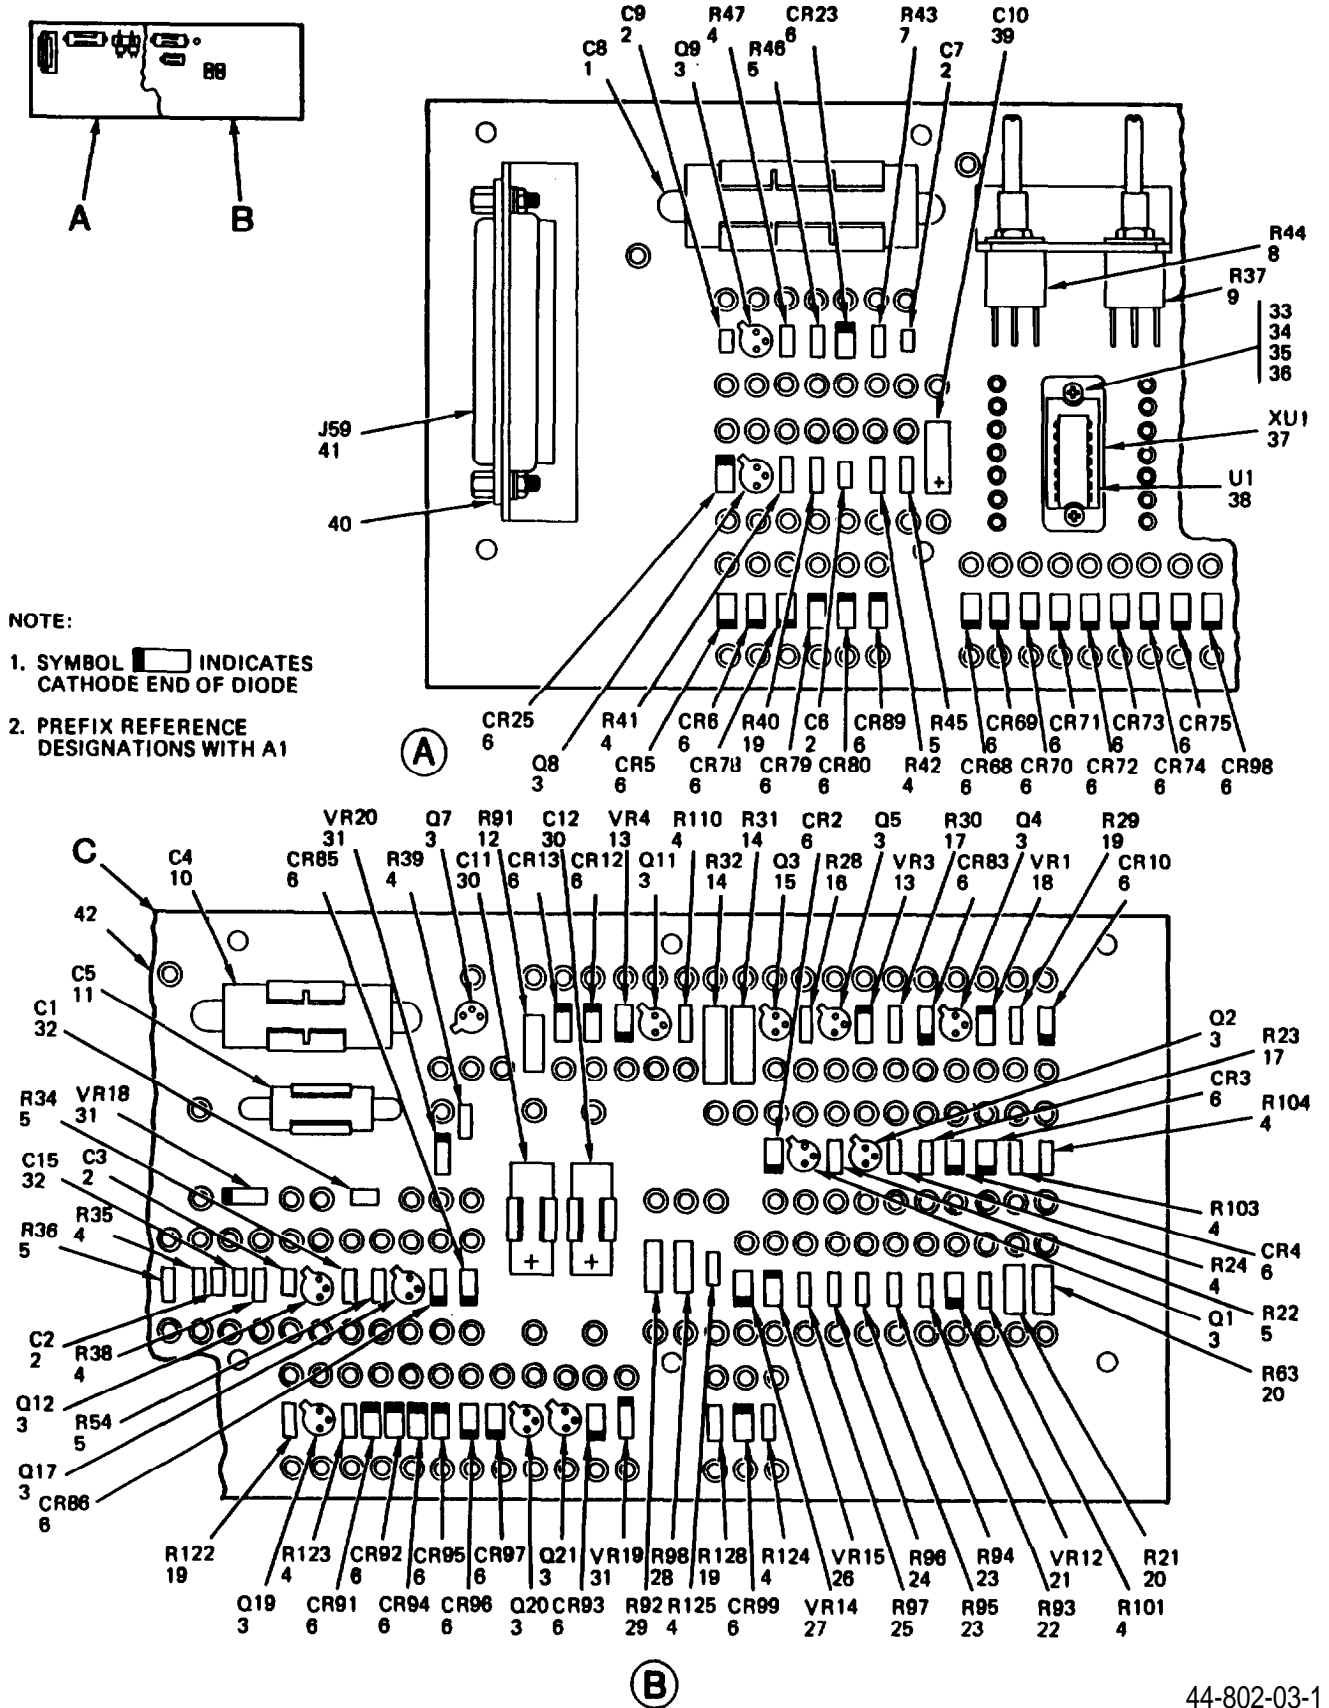 A
B
C9
2
R47
4
CR23
6
R43
7
C10
39
C8
1
Q9
3
R46
5
C7
2
R44
8
R37
9
33
34
35
36
J59
41
XU1
37
40
U1
38
+
NOTE:
1. SYMBOL INDICATES
CATHODE END OF DIODE
2. PREFIX REFERENCE
DESIGNATIONS WITH A1
CR25
6
R41
4
CR6
6
R40
19
C6
2
CR89
6
R45
5
CR69
6
CR71
6
CR73
6
CR75
6
A
Q8
3
CR5
6
CR78
6
CR79
6
CR80
6
R42
4
CR68
6
CR70
6
CR72
6
CR74
6
CR98
6
VR20
31
Q7
3
R91
12
C12
30
VR4
13
R110
4
R31
14
CR2
6
Q5
3
R30
17
Q4
3
R29
19
C
C4
10
CR85
6
R39
4
C11
30
CR13
6
CR12
6
Q11
3
R32
14
Q3
15
R28
16
VR3
13
CR83
6
VR1
18
CR10
6
42
C5
11
C1
32
Q2
3
R23
17
CR3
6
R34
5
VR18
31
R104
4
C15
32
C3
2
R36
5
R35
4
R103
4
+
+
R24
4
CR4
6
C2
2
R38
4
Q1
3
R22
5
Q12
3
R54
5
R63
20
Q17
3
CR86
6
R122
19
R123
4
CR92
6
CR95
6
CR97
6
Q21
3
VR19
31
R98
28
R128
19
R124
4
VR15
26
R96
24
R94
23
VR12
21
R21
20
Q19
3
CR91
6
CR94
6
CR96
6
Q20
3
CR93
6
R92
29
R125
4
CR99
6
VR14
27
R97
25
R95
23
R93
22
R101
4
B
44-802-03-1